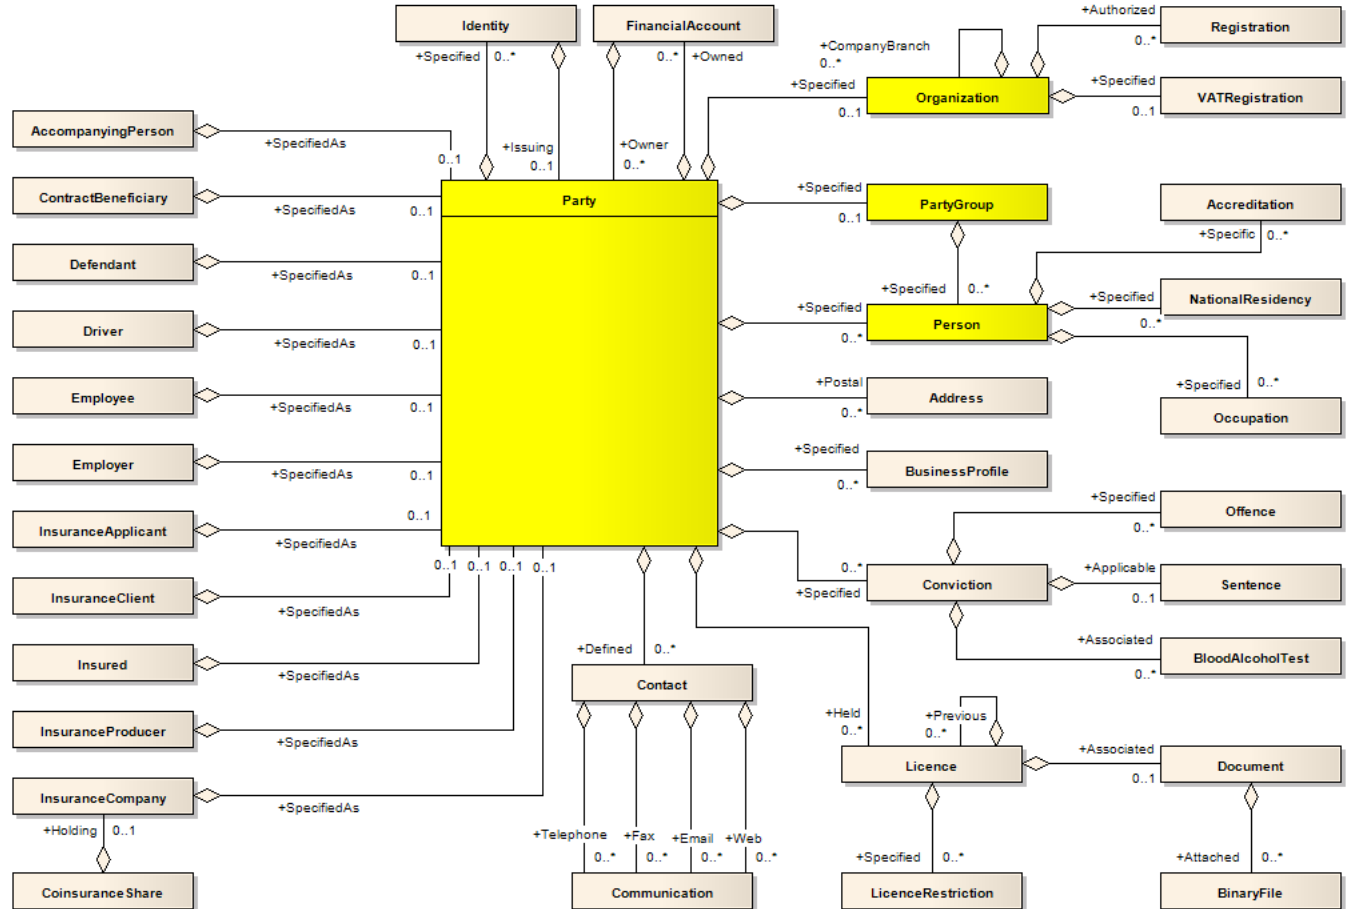 Identity
FinancialAccount
+Authorized
Registration
0..*
+Specified
0..*
0..*
+Owned
+CompanyBranch
0..*
+Specified
0..1
Organization
+Specified
0..1
VATRegistration
AccompanyingPerson
+SpecifiedAs
0..1
+Issuing
0..1
+Owner
0..*
ContractBeneficiary
+SpecifiedAs
0..1
Party
+Specified
0..1
PartyGroup
Accreditation
+Specific
0..*
Defendant
+SpecifiedAs
0..1
+Specified
0..*
+Specified
0..*
NationalResidency
Driver
+SpecifiedAs
0..1
+Specified
0..*
Person
Employee
+SpecifiedAs
0..1
+Postal
0..*
Address
+Specified
0..*
Occupation
Employer
+SpecifiedAs
0..1
+Specified
0..*
BusinessProfile
InsuranceApplicant
+SpecifiedAs
0..1
+Specified
0..*
Offence
InsuranceClient
+SpecifiedAs
0..1
0..1
0..1
0..1
0..*
+Specified
Conviction
+Applicable
0..1
Sentence
Insured
+SpecifiedAs
+Defined
0..*
Contact
+Associated
0..*
BloodAlcoholTest
InsuranceProducer
+SpecifiedAs
+Held
0..*
+Previous
0..*
Licence
+Associated
0..1
Document
InsuranceCompany
+SpecifiedAs
+Holding
0..1
+Telephone
0..*
+Fax
0..*
+Email
0..*
+Web
0..*
+Specified
0..*
+Attached
0..*
CoinsuranceShare
Communication
LicenceRestriction
BinaryFile